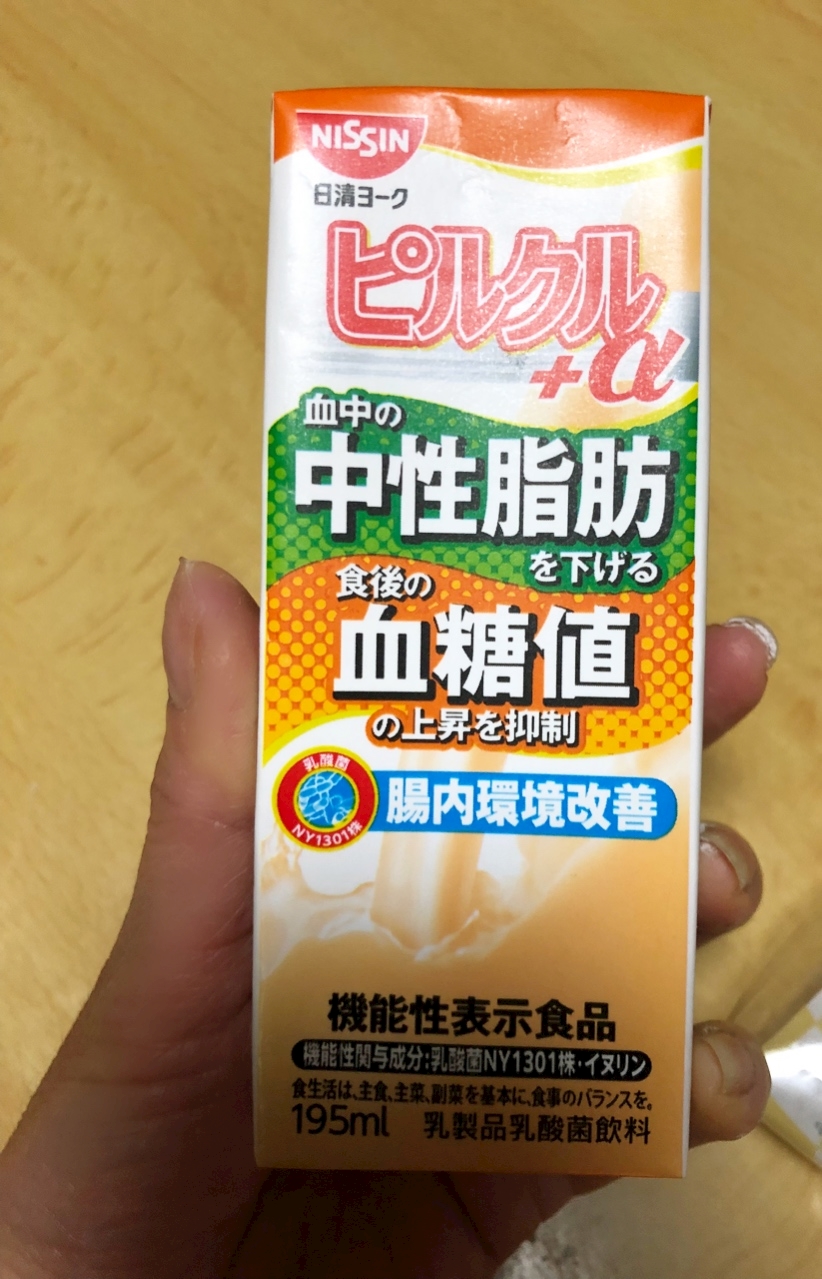 NISSIN
日清ヨーク
ピルクル
+α
血中の
中性脂肪
を下げる
食後の
血糖値
の上昇を抑制
乳酸菌
NY1301株
腸内環境改善
機能性表示食品
機能性関与成分:乳酸菌NY1301株・イヌリン
食生活は、主食、主菜、副菜を基本に、食事のバランスを。
195ml 乳製品乳酸菌飲料